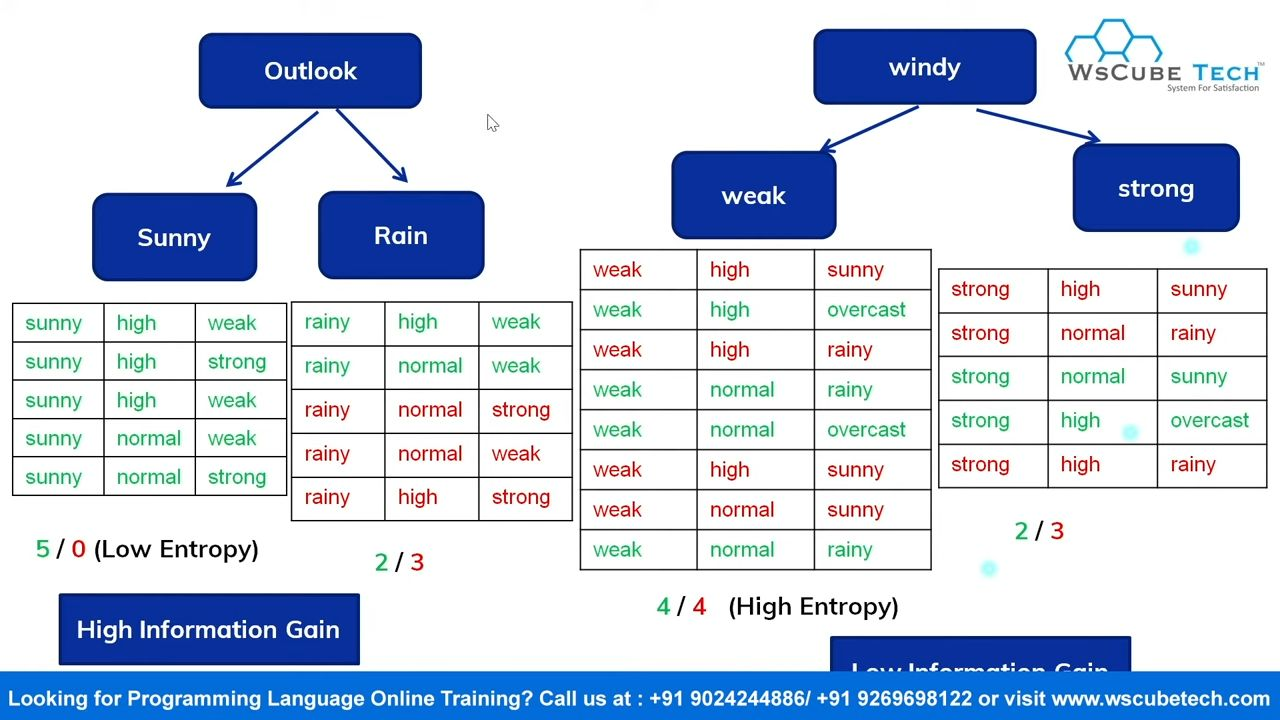 Outlook
windy
WsCube Tech™
System For Satisfaction
Sunny
Rain
weak
strong
sunny high weak
sunny high strong
sunny high weak
sunny normal weak
sunny normal strong
5 / 0 (Low Entropy)
rainy high weak
rainy normal weak
rainy normal strong
rainy normal weak
rainy high strong
2 / 3
weak high sunny
weak high overcast
weak high rainy
weak normal rainy
weak normal overcast
weak high sunny
weak normal sunny
weak normal rainy
4 / 4 (High Entropy)
strong high sunny
strong normal rainy
strong normal sunny
strong high overcast
strong high rainy
2 / 3
High Information Gain
Low Information Gain
Looking for Programming Language Online Training? Call us at : +91 9024244886/ +91 9269698122 or visit www.wscubetech.com